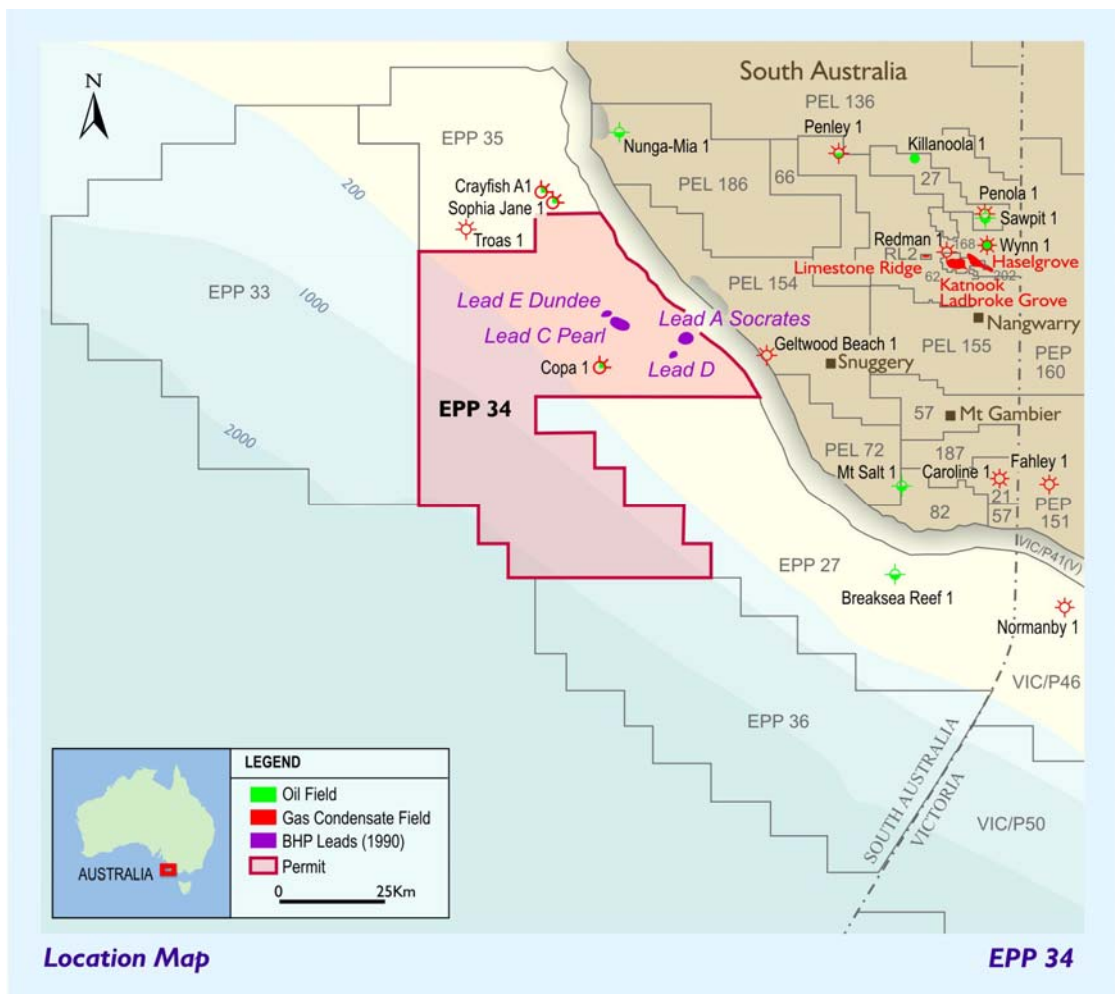 N
South Australia
PEL 136
EPP 35
Nunga-Mia 1
Penley 1
Killanoola 1
66
27
PEL 186
200
Crayfish A1
Sophia Jane 1
Troas 1
Penola 1
Sawpit 1
Redman 1
168
Wynn 1
RL2
Haselgrove
Limestone Ridge
62
202
Katnook
Ladbroke Grove
PEL 154
EPP 33
1000
Lead E Dundee
Lead A Socrates
Lead C Pearl
Nangwarry
Geltwood Beach 1
PEL 155
PEP
160
Snuggery
Copa 1
Lead D
EPP 34
57
Mt Gambier
2000
PEL 72
187
Mt Salt 1
Caroline 1
Fahley 1
21
82
57
PEP
151
VIC/P41(V)
EPP 27
Breaksea Reef 1
Normanby 1
VIC/P46
EPP 36
SOUTH AUSTRALIA
VICTORIA
VIC/P50
LEGEND
Oil Field
Gas Condensate Field
BHP Leads (1990)
Permit
0 25Km
AUSTRALIA
Location Map
EPP 34